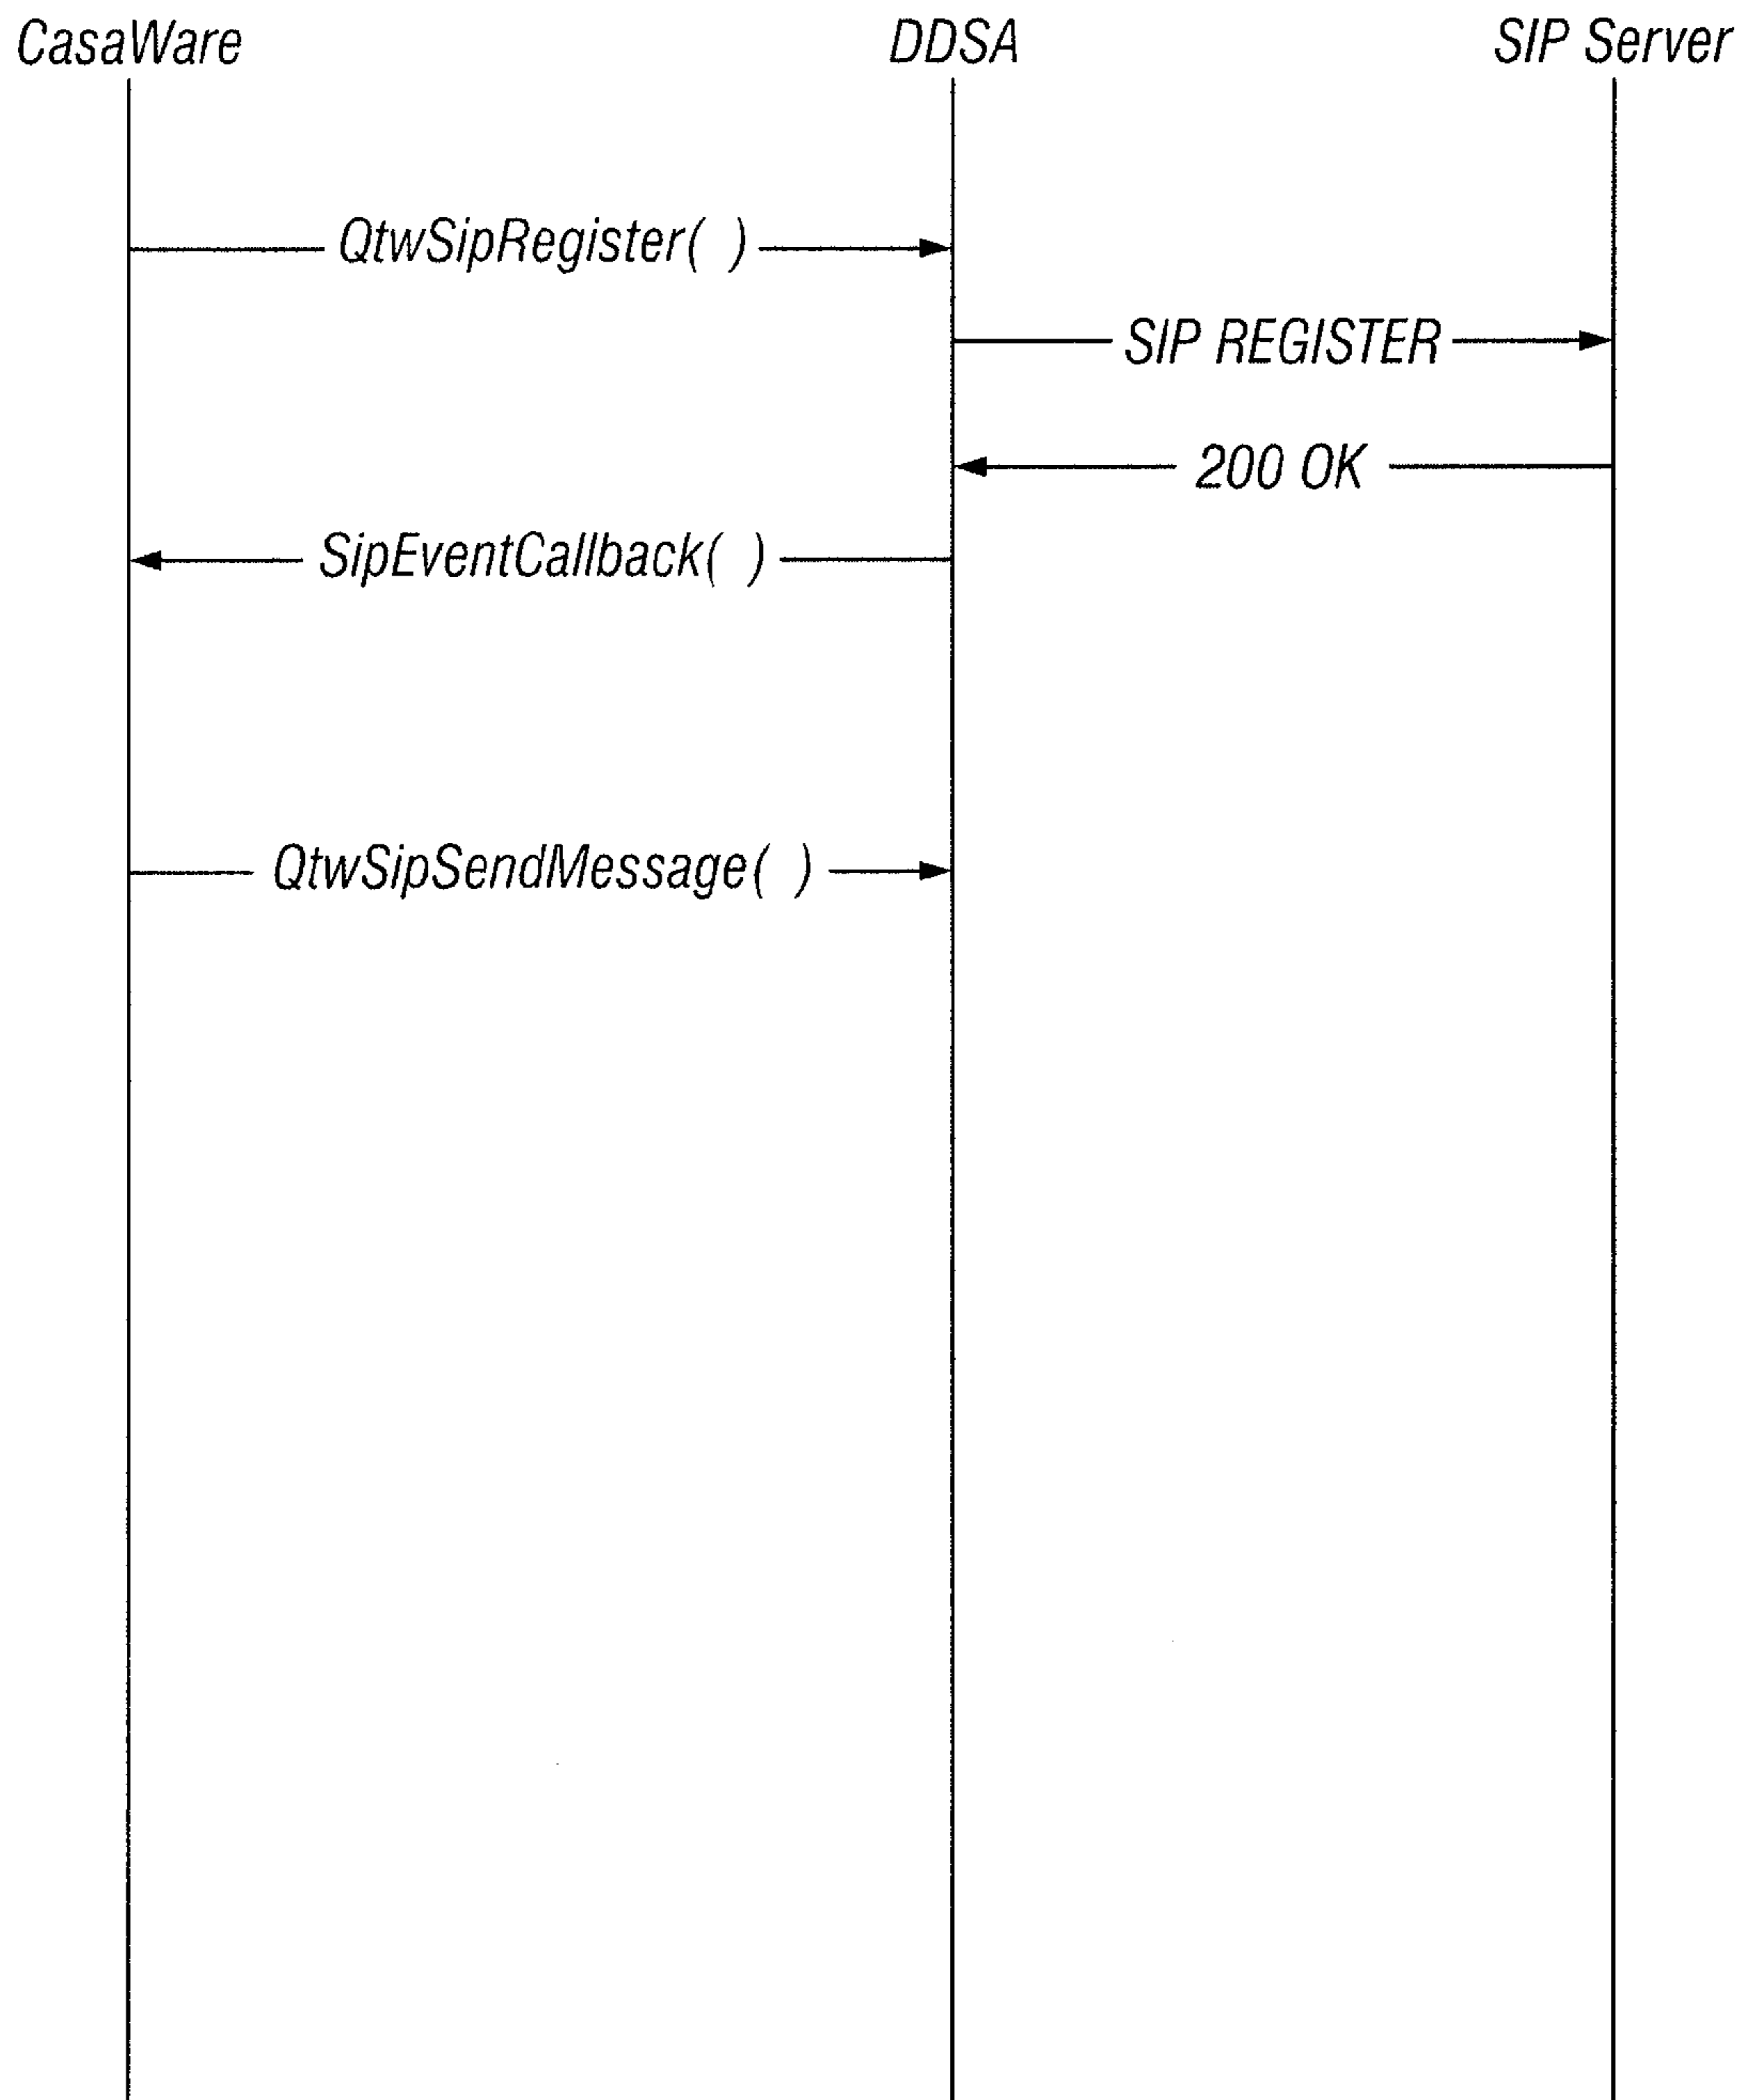 CasaWare DDSA SIP Server
QtwSipRegister( )
SIP REGISTER
200 OK
SipEventCallback( )
QtwSipSendMessage( )